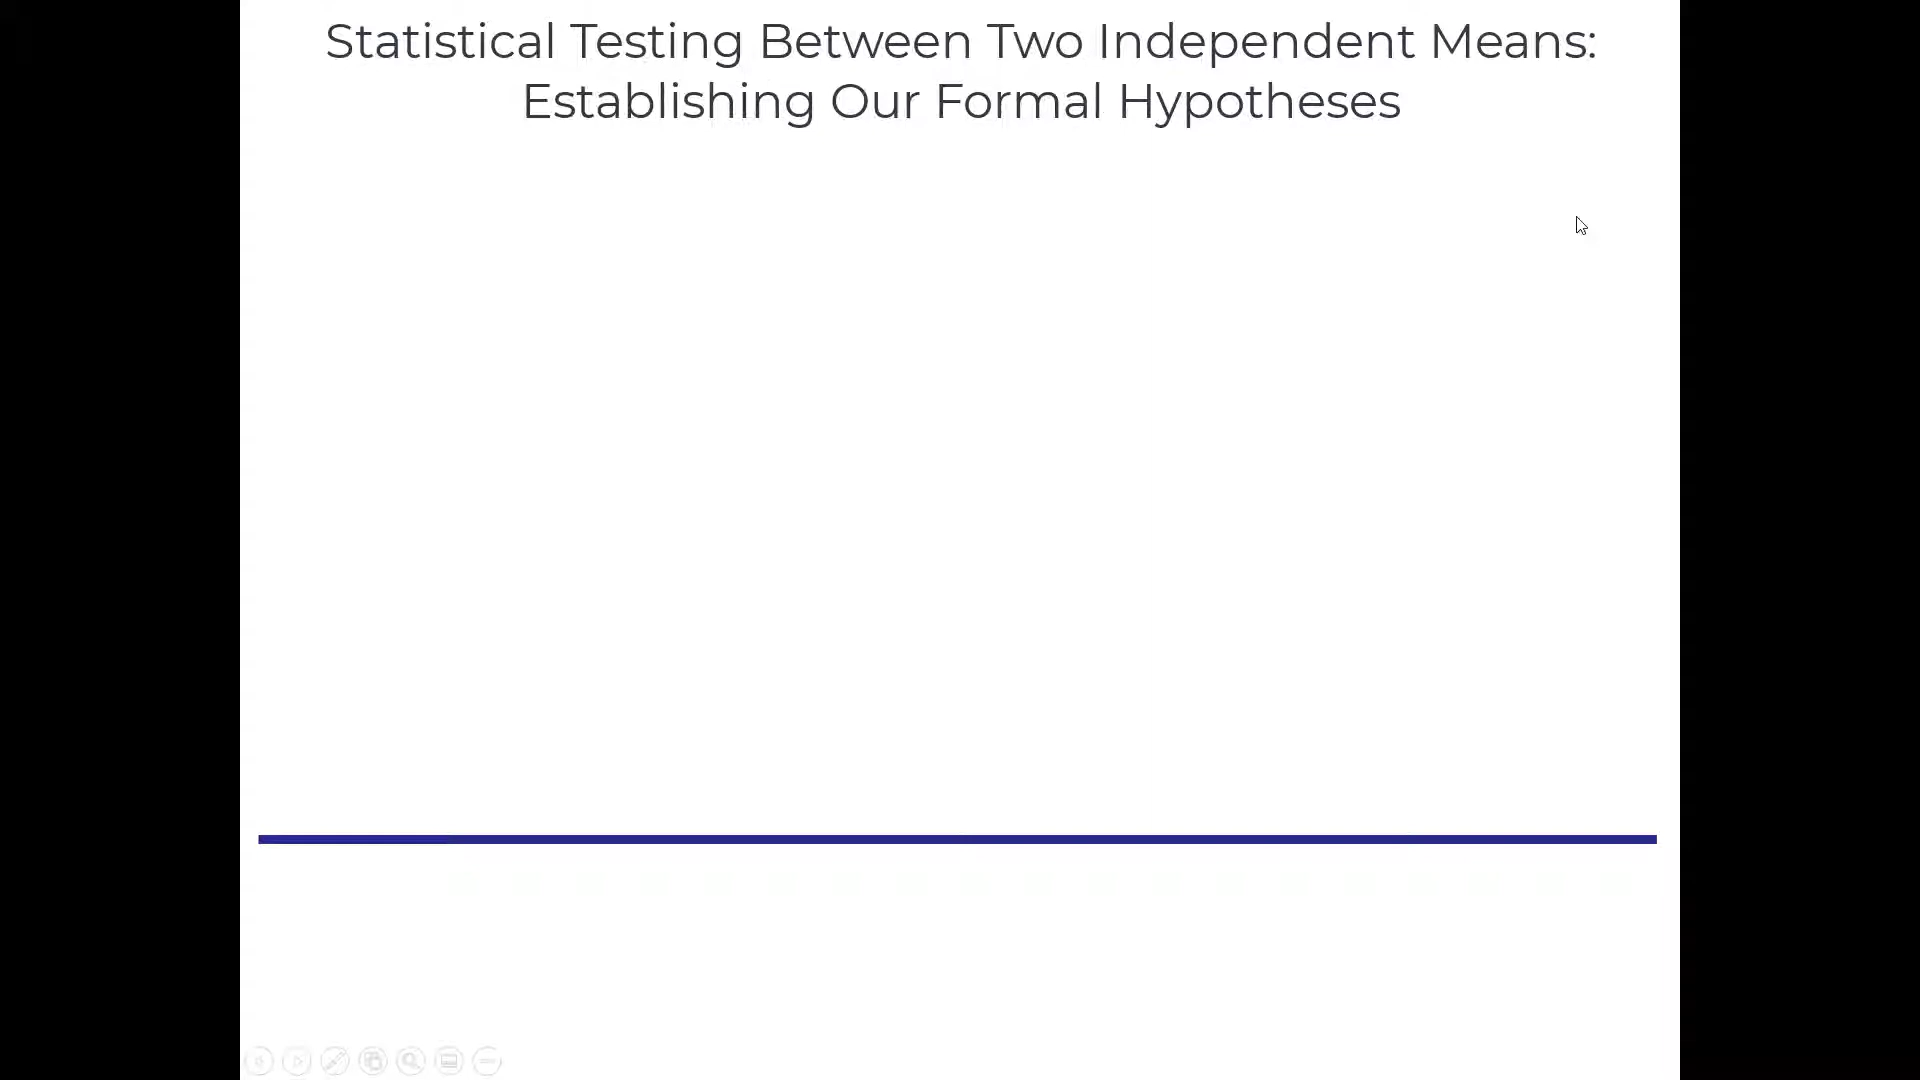 Statistical Testing Between Two Independent Means:
Establishing Our Formal Hypotheses